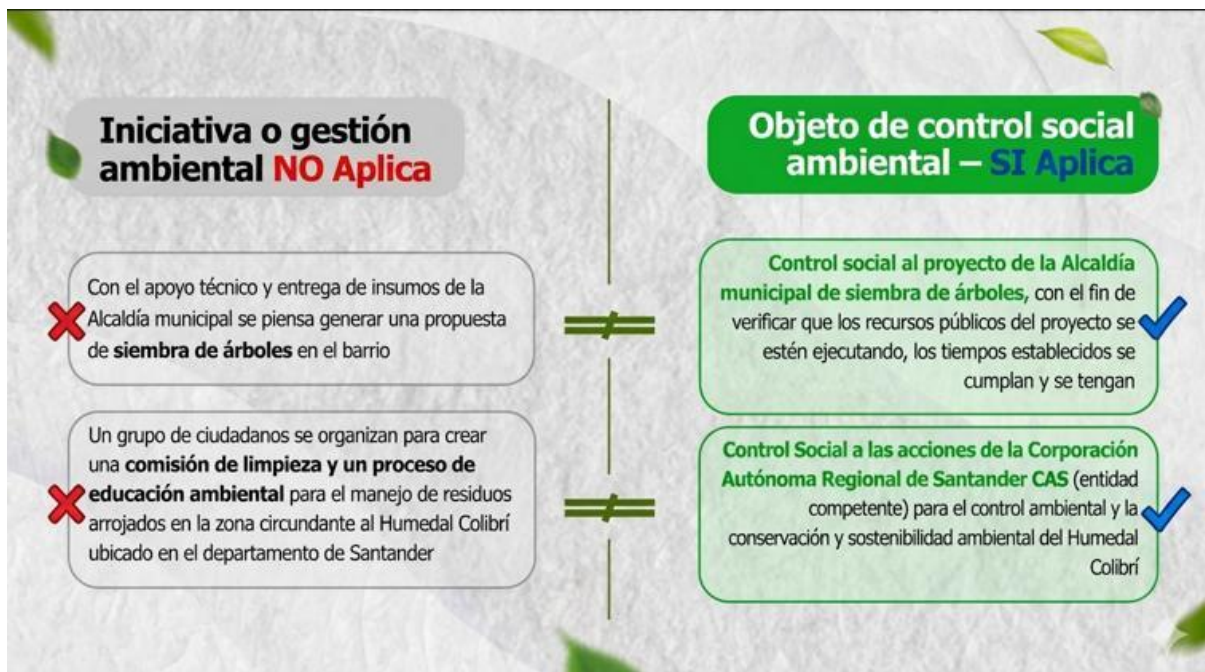 Iniciativa o gestión
ambiental NO Aplica
Con el apoyo técnico y entrega de insumos de la
Alcaldía municipal se piensa generar una propuesta
de siembra de árboles en el barrio
Un grupo de ciudadanos se organizan para crear
una comisión de limpieza y un proceso de
educación ambiental para el manejo de residuos
arrojados en la zona circundante al Humedal Colibrí
ubicado en el departamento de Santander
Objeto de control social
ambiental – SI Aplica
Control social al proyecto de la Alcaldía
municipal de siembra de árboles, con el fin de
verificar que los recursos públicos del proyecto se
estén ejecutando, los tiempos establecidos se
cumplan y se tengan
Control Social a las acciones de la Corporación
Autónoma Regional de Santander CAS (entidad
competente) para el control ambiental y la
conservación y sostenibilidad ambiental del Humedal
Colibrí